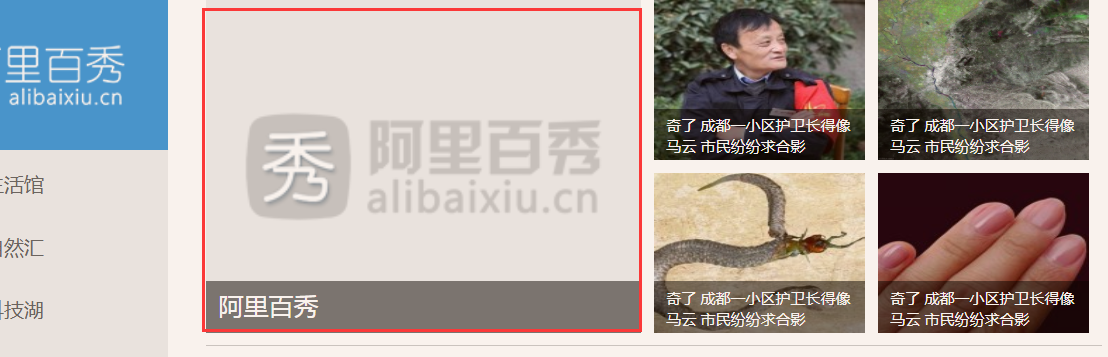 里百秀
alibaixiu.cn
活馆
然汇
技湖
秀
阿里百秀
alibaixiu.cn
阿里百秀
奇了 成都一小区护卫长得像
马云 市民纷纷求合影
奇了 成都一小区护卫长得像
马云 市民纷纷求合影
奇了 成都一小区护卫长得像
马云 市民纷纷求合影
奇了 成都一小区护卫长得像
马云 市民纷纷求合影